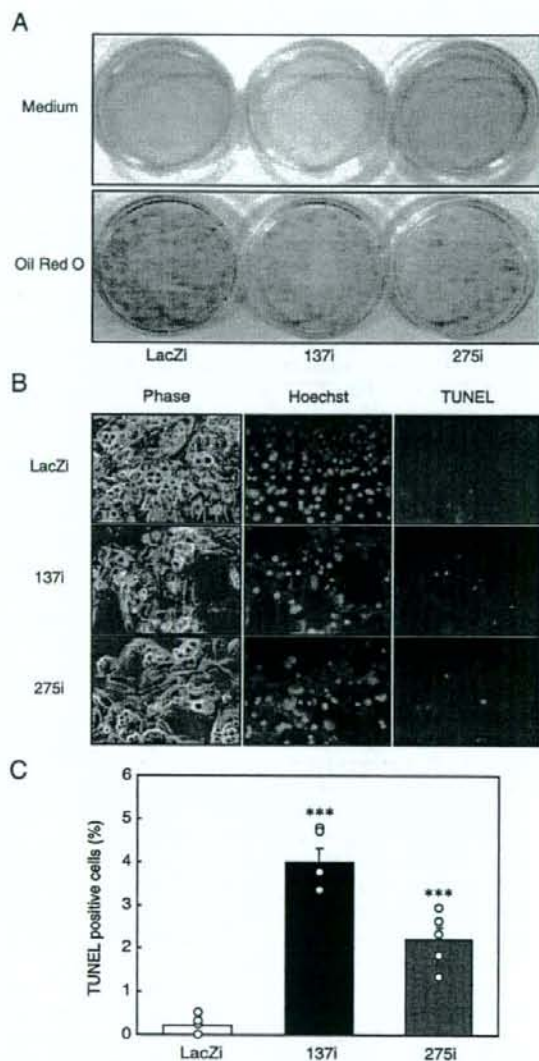 A
Medium
Oil Red O
LacZi 137i 275i
B
Phase Hoechst TUNEL
LacZi
137i
275i
C
TUNEL positive cells (%)
6
5
4
3
2
1
0
***
***
LacZi 137i 275i